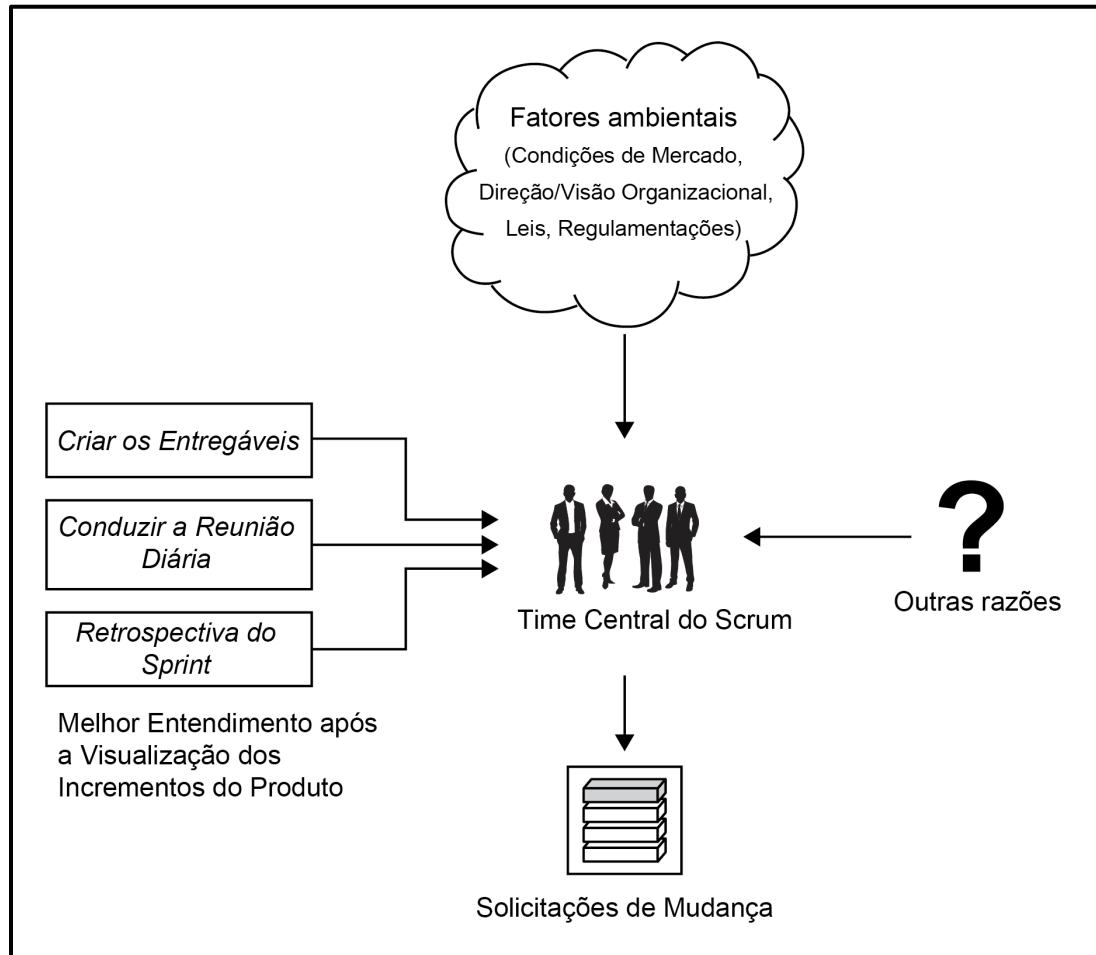 Fatores ambientais
(Condições de Mercado,
Direção/Visão Organizacional,
Leis, Regulamentações)
Criar os Entregáveis
Conduzir a Reunião
Diária
Retrospectiva do
Sprint
Melhor Entendimento após
a Visualização dos
Incrementos do Produto
Time Central do Scrum
?
Outras razões
Solicitações de Mudança